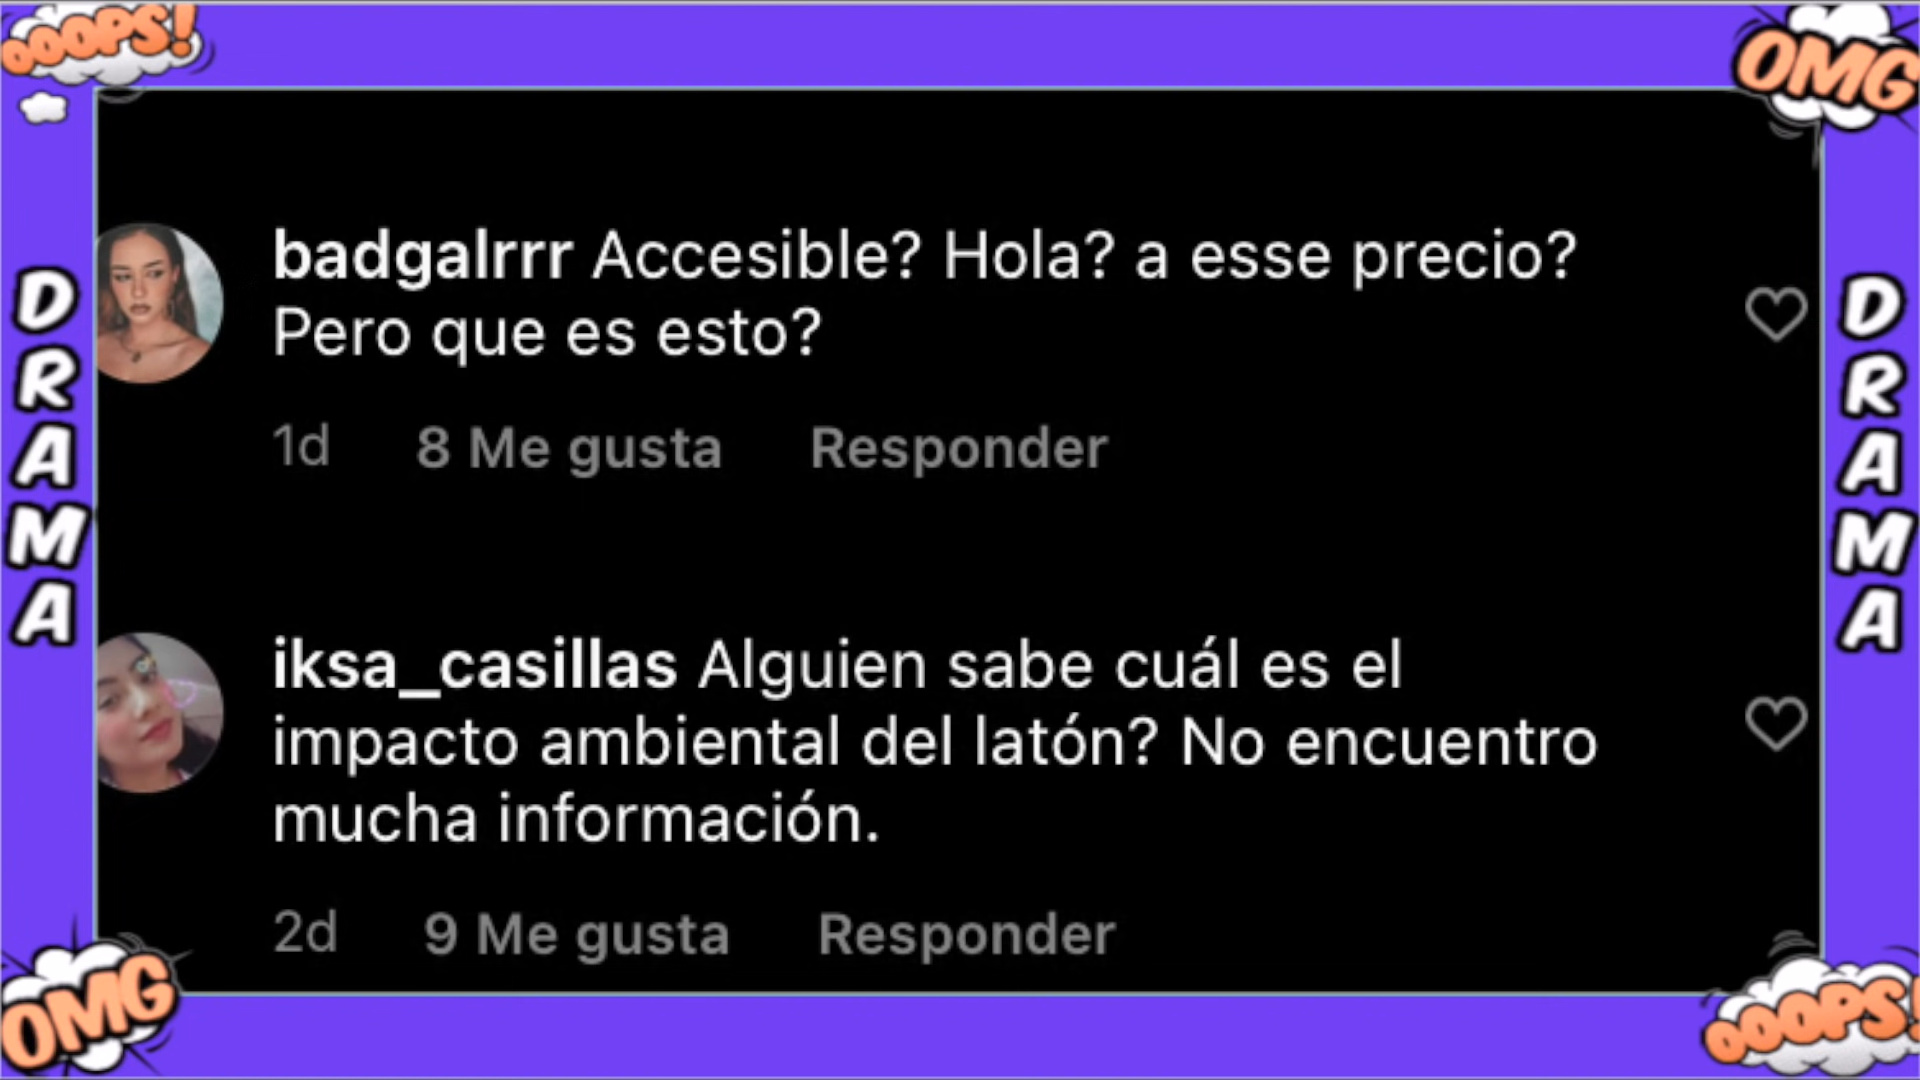 OOOPS!
OMG
DRAMA
DRAMA
badgalrrr Accesible? Hola? a esse precio?
Pero que es esto?
1d 8 Me gusta Responder
iksa_casillas Alguien sabe cuál es el
impacto ambiental del latón? No encuentro
mucha información.
2d 9 Me gusta Responder
OMG
OOOPS!